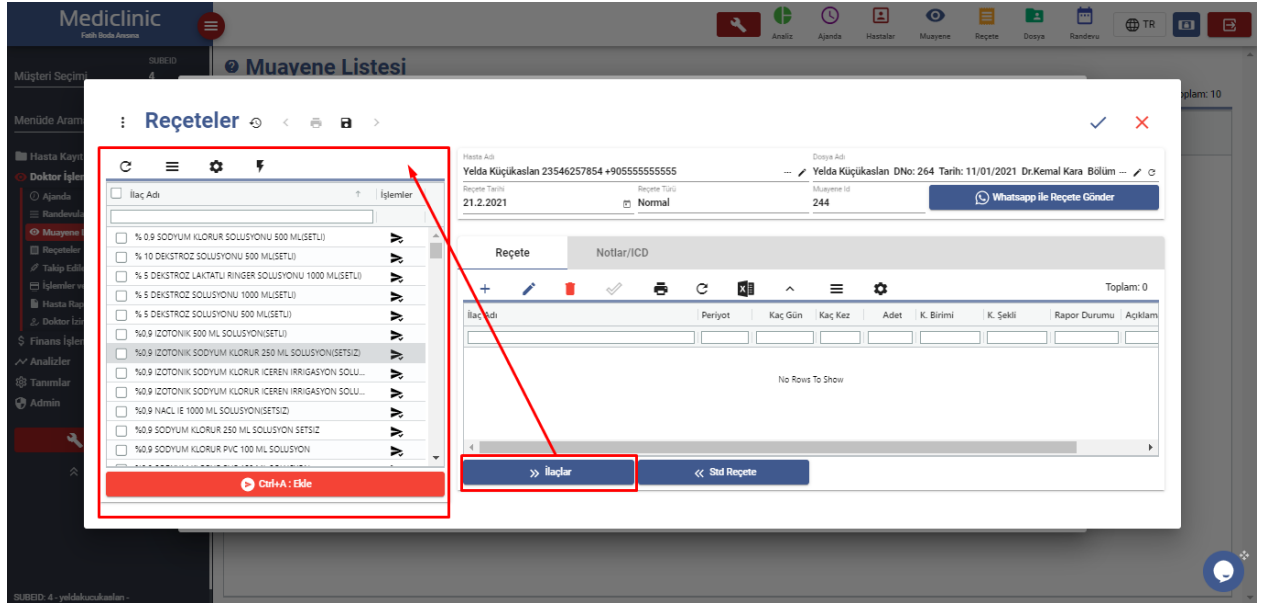 Mediclinic
Fatih Boda Arısına
Analiz
Ajanda
Hastalar
Muayene
Reçete
Dosya
Randevu
TR
SUBEID
Müşteri Seçimi
4
Muayene Listesi
Toplam: 10
Menüde Arama
Hasta Kayıt
Doktor İşlem
Ajanda
Randevula
Muayene L
Reçeteler
Takip Edile
İşlemler ve
Hasta Rap
Doktor İzin
Finans İşlem
Analizler
Tanımlar
Admin
SUBEID: 4 - yeldakucukaslan -
Reçeteler
İlaç Adı
İşlemler
% 0.9 SODYUM KLORUR SOLUSYONU 500 ML(SETLI)
% 10 DEKSTROZ SOLUSYONU 500 ML(SETLI)
% 5 DEKSTROZ LAKTATLI RINGER SOLUSYONU 1000 ML(SETLI)
% 5 DEKSTROZ SOLUSYONU 1000 ML(SETLI)
% 5 DEKSTROZ SOLUSYONU 500 ML(SETLI)
%0,9 IZOTONIK 500 ML SOLUSYON(SETLI)
%0.9 IZOTONIK SODYUM KLORUR 250 ML SOLUSYON(SETSIZ)
%0.9 IZOTONIK SODYUM KLORUR ICEREN IRRIGASYON SOLU...
%0.9 IZOTONIK SODYUM KLORUR ICEREN IRRIGASYON SOLU...
%0.9 NACL IE 1000 ML SOLUSYON(SETSIZ)
%0.9 SODYUM KLORUR 250 ML SOLUSYON SETSIZ
%0.9 SODYUM KLORUR PVC 100 ML SOLUSYON
Ctrl+A : Ekle
Hasta Adı
Yelda Küçükaslan 23546257854 +905555555555
Dosya Adı
Yelda Küçükaslan DNo: 264 Tarih: 11/01/2021 Dr.Kemal Kara Bölüm
Reçete Tarihi
21.2.2021
Reçete Türü
Normal
Muayene Id
244
Whatsapp ile Reçete Gönder
Reçete
Notlar/ICD
Toplam: 0
İlaç Adı
Periyot
Kaç Gün
Kaç Kez
Adet
K. Birimi
K. Şekli
Rapor Durumu
Açıklam
No Rows To Show
İlaçlar
Std Reçete